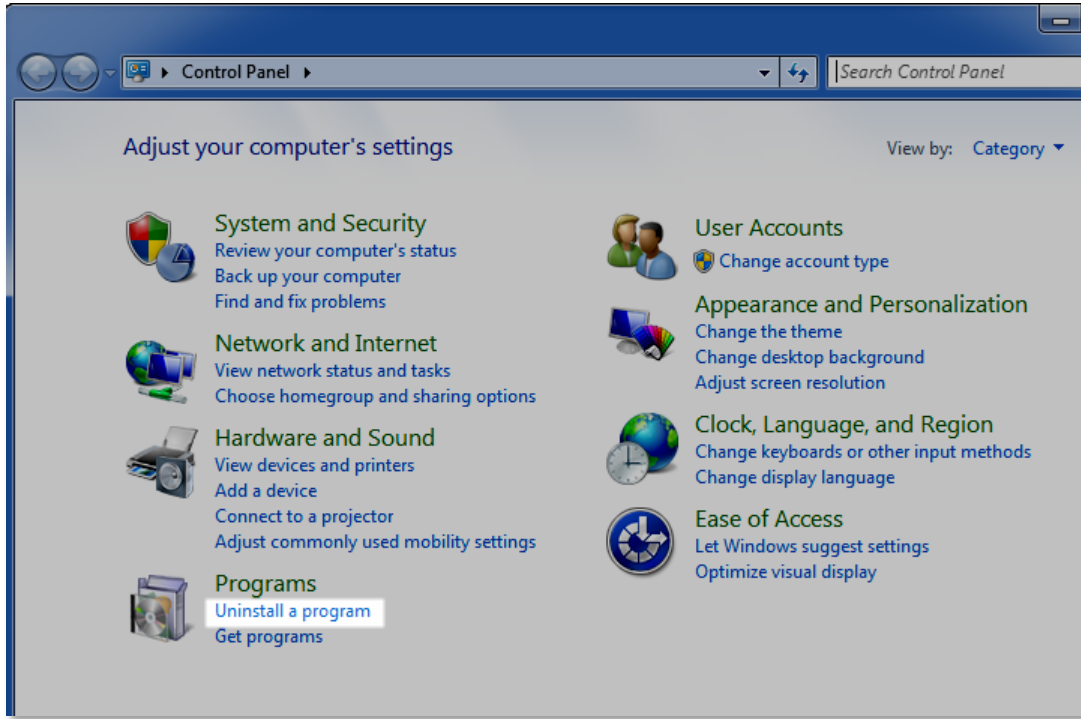 Control Panel
Search Control Panel
Adjust your computer's settings
View by: Category
System and Security
Review your computer's status
Back up your computer
Find and fix problems
Network and Internet
View network status and tasks
Choose homegroup and sharing options
Hardware and Sound
View devices and printers
Add a device
Connect to a projector
Adjust commonly used mobility settings
Programs
Uninstall a program
Get programs
User Accounts
Change account type
Appearance and Personalization
Change the theme
Change desktop background
Adjust screen resolution
Clock, Language, and Region
Change keyboards or other input methods
Change display language
Ease of Access
Let Windows suggest settings
Optimize visual display